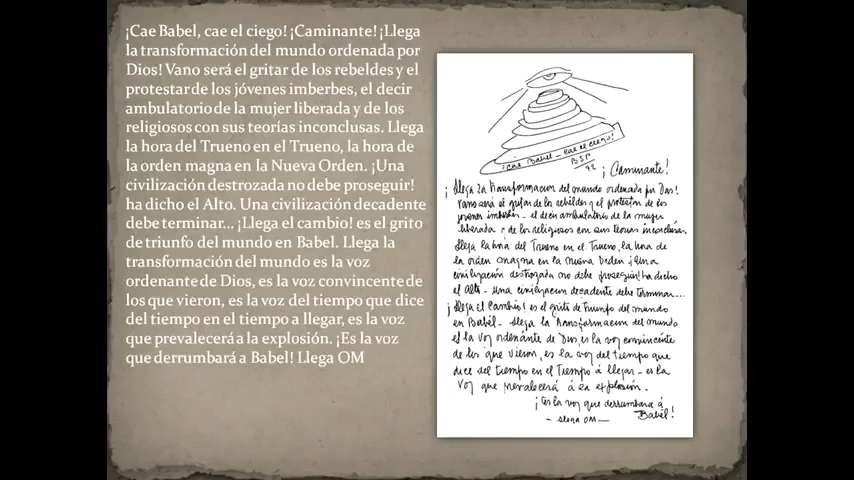 ¡Cae Babel, cae el ciego! ¡Caminante! ¡Llega
la transformación del mundo ordenada por
Dios! Vano será el gritar de los rebeldes y el
protestar de los jóvenes imberbes, el decir
ambulatorio de la mujer liberada y de los
religiosos con sus teorías inconclusas. Llega
la hora del Trueno en el Trueno, la hora de
la orden magna en la Nueva Orden. ¡Una
civilización destrozada no debe proseguir!
ha dicho el Alto. Una civilización decadente
debe terminar... ¡Llega el cambio! es el grito
de triunfo del mundo en Babel. Llega la
transformación del mundo es la voz
ordenante de Dios, es la voz convincente de
los que vieron, es la voz del tiempo que dice
del tiempo en el tiempo a llegar, es la voz
que prevalecerá a la explosión. ¡Es la voz
que derrumbará a Babel! Llega OM
¡Cae Babel - cae el ciego!
BSP
72
¡Caminante!
¡Llega la transformacion del mundo ordenada por Dios!
Vano será el gritar de los rebeldes y el protestar de los
jovenes imberbes - el decir ambulatorio de la mujer
liberada y de los religiosos con sus teorias inconclusas.
Llega la hora del Trueno en el Trueno, la hora de
la orden magna en la nueva Orden ¡Una
civilizacion destrozada no debe proseguir! ha dicho
el Alto - Una civilizacion decadente debe terminar...
¡Llega el Cambio! es el grito de triunfo del mundo
en Babel - Llega la transformacion del mundo
es la voz ordenante de Dios, es la voz convincente
de los que vieron, es la voz del tiempo que
dice del tiempo en el Tiempo á llegar - es la
voz que prevalecerá á la explosión -
¡Es la voz que derrumbara á
Babel!
- Llega OM -